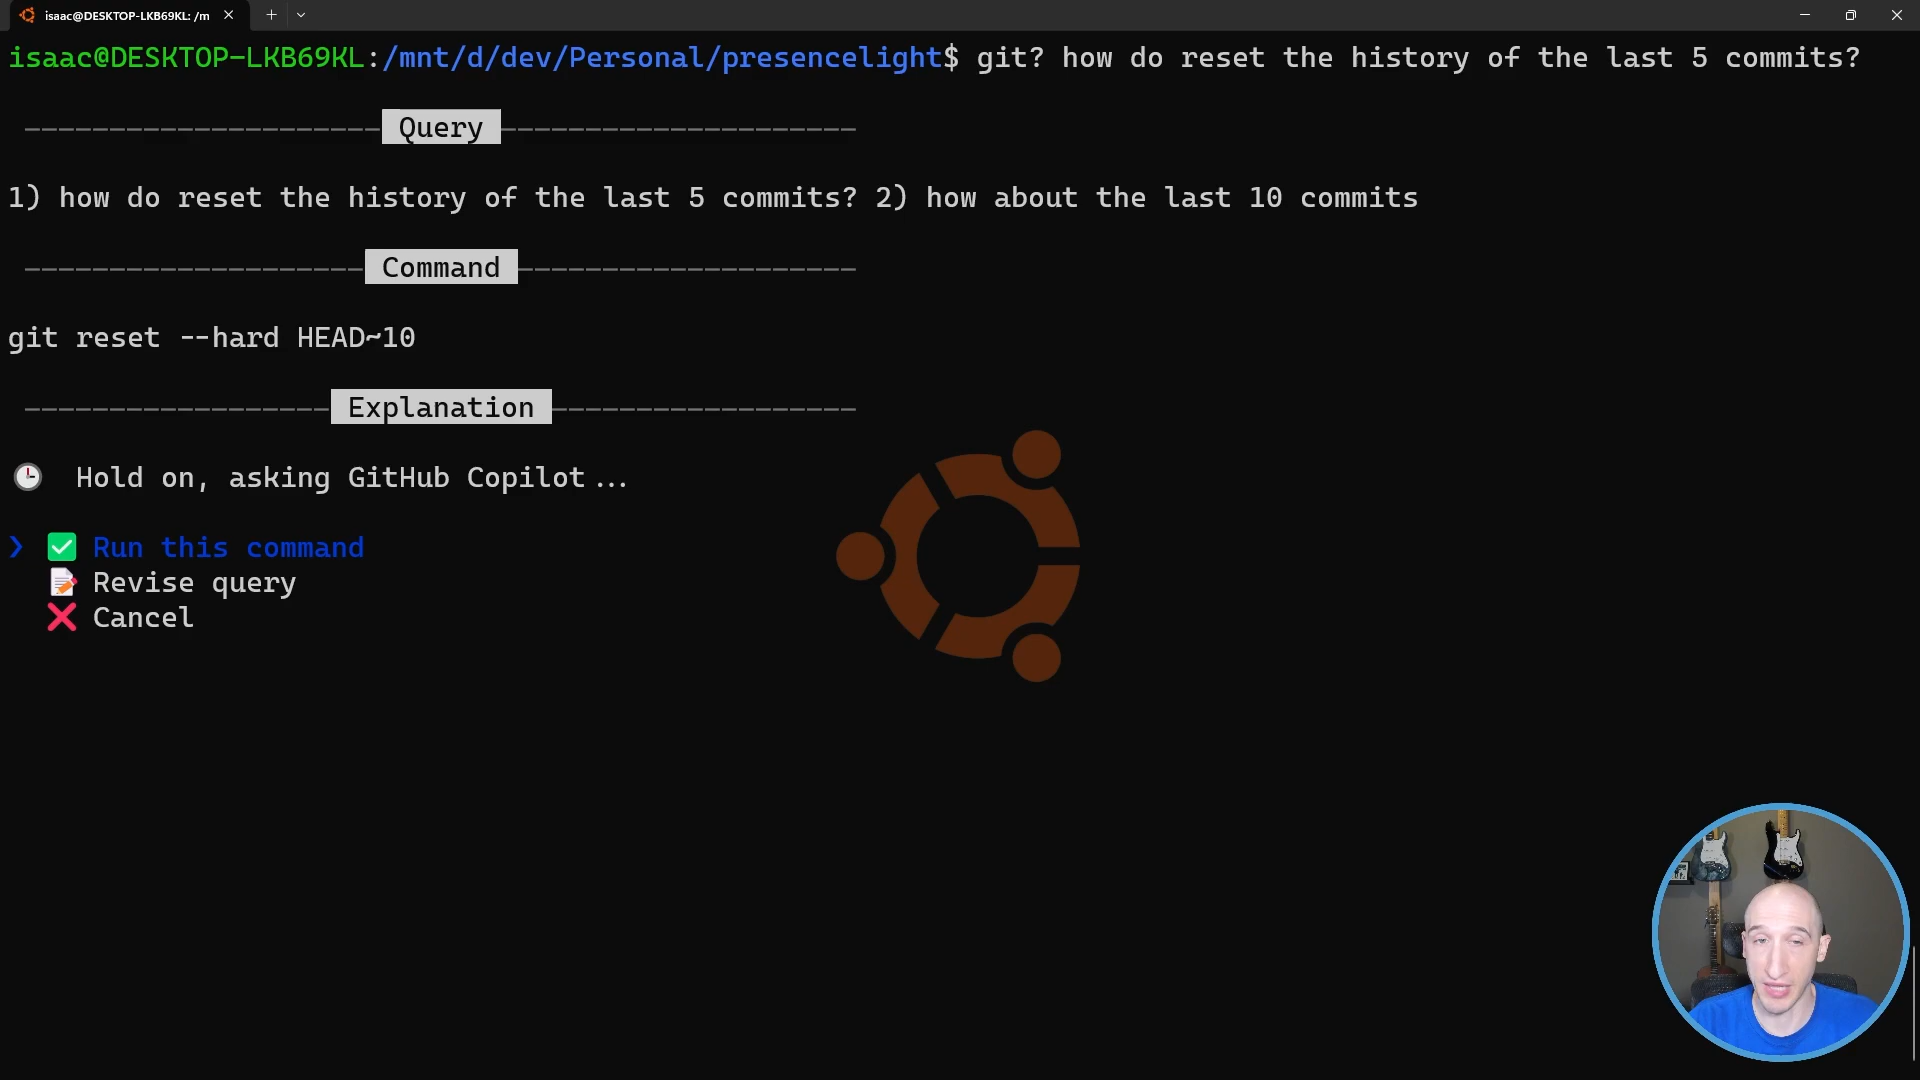 isaac@DESKTOP-LKB69KL: /m
isaac@DESKTOP-LKB69KL:/mnt/d/dev/Personal/presencelight$ git? how do reset the history of the last 5 commits?
Query
1) how do reset the history of the last 5 commits? 2) how about the last 10 commits
Command
git reset --hard HEAD~10
Explanation
Hold on, asking GitHub Copilot...
❯ ✅ Run this command
📝 Revise query
❌ Cancel